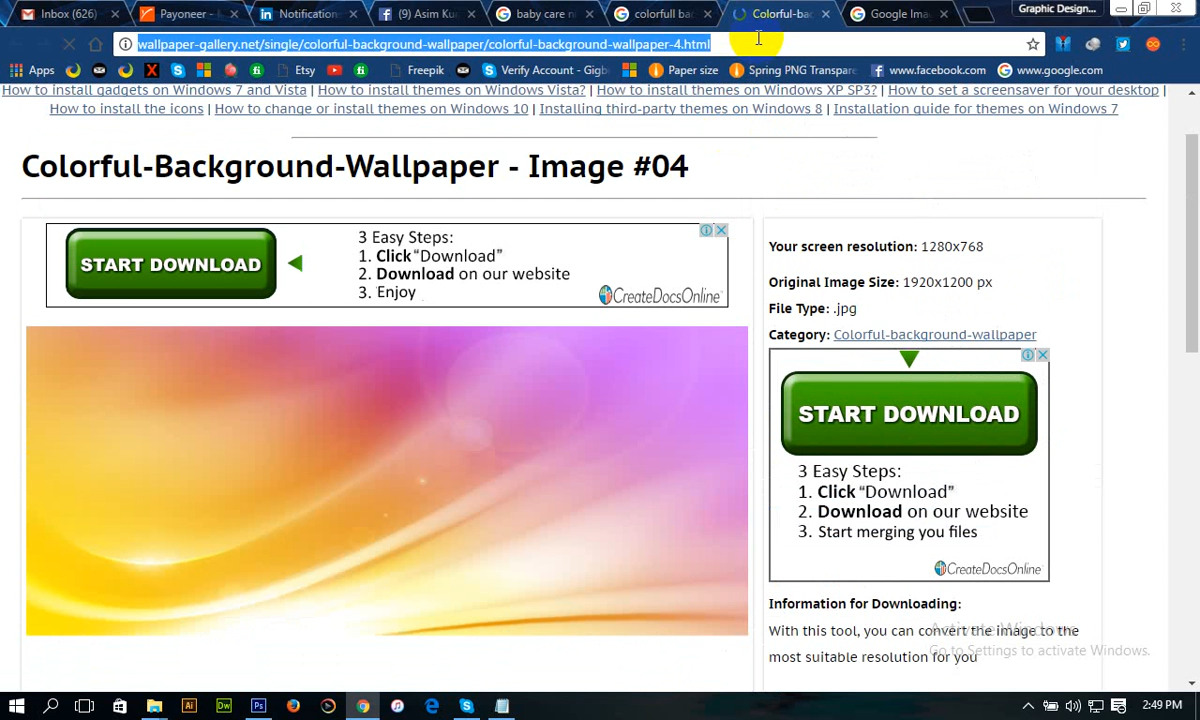 Inbox (626)
Payoneer -
Notification
(9) Asim Ku
baby care n
colorfull ba
Colorful-ba
Google Ima
Graphic Design...
wallpaper-gallery.net/single/colorful-background-wallpaper/colorful-background-wallpaper-4.html
Apps
Etsy
Freepik
Verify Account - Gigb
Paper size
Spring PNG Transpare
www.facebook.com
www.google.com
How to install gadgets on Windows 7 and Vista | How to install themes on Windows Vista? | How to install themes on Windows XP SP3? | How to set a screensaver for your desktop |
How to install the icons | How to change or install themes on Windows 10 | Installing third-party themes on Windows 8 | Installation guide for themes on Windows 7
Colorful-Background-Wallpaper - Image #04
START DOWNLOAD
3 Easy Steps:
1. Click "Download"
2. Download on our website
3. Enjoy
CreateDocsOnline
Your screen resolution: 1280x768
Original Image Size: 1920x1200 px
File Type: .jpg
Category: Colorful-background-wallpaper
START DOWNLOAD
3 Easy Steps:
1. Click “Download”
2. Download on our website
3. Start merging you files
CreateDocsOnline
Information for Downloading:
With this tool, you can convert the image to the
most suitable resolution for you
Activate Windows
Go to Settings to activate Windows.
Ai
Dw
Ps
2:49 PM